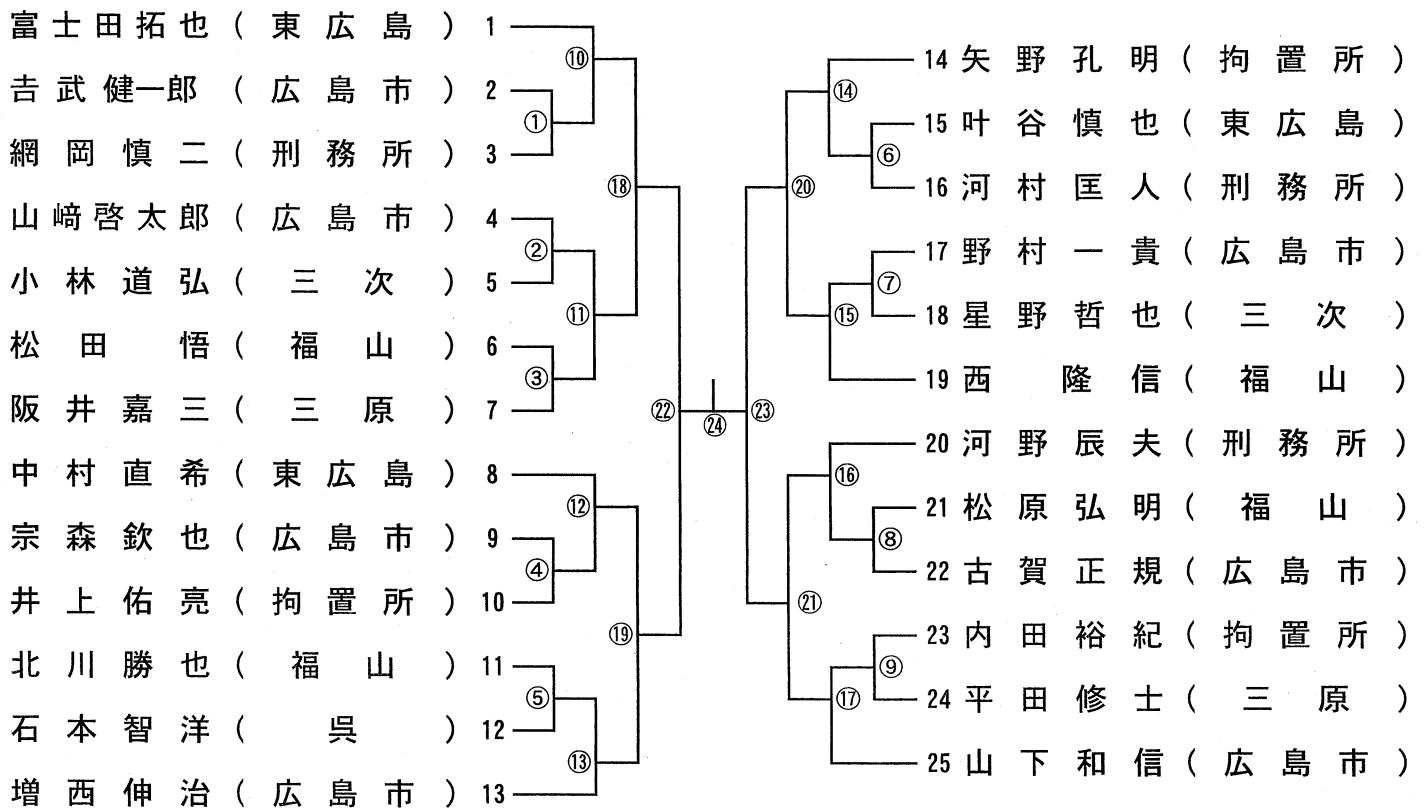 富士田拓也（東広島） 1
吉武健一郎（広島市） 2
網岡慎二（刑務所） 3
山﨑啓太郎（広島市） 4
小林道弘（三次） 5
松田悟（福山） 6
阪井嘉三（三原） 7
中村直希（東広島） 8
宗森欽也（広島市） 9
井上佑亮（拘置所） 10
北川勝也（福山） 11
石本智洋（呉） 12
増西伸治（広島市） 13
⑩
①
⑱
②
⑪
③
㉒
⑫
④
⑲
⑤
⑬
㉔
㉓
⑭
⑥
⑳
⑦
⑮
⑯
⑧
㉑
⑨
⑰
14 矢野孔明（拘置所）
15 叶谷慎也（東広島）
16 河村匡人（刑務所）
17 野村一貴（広島市）
18 星野哲也（三次）
19 西隆信（福山）
20 河野辰夫（刑務所）
21 松原弘明（福山）
22 古賀正規（広島市）
23 内田裕紀（拘置所）
24 平田修士（三原）
25 山下和信（広島市）